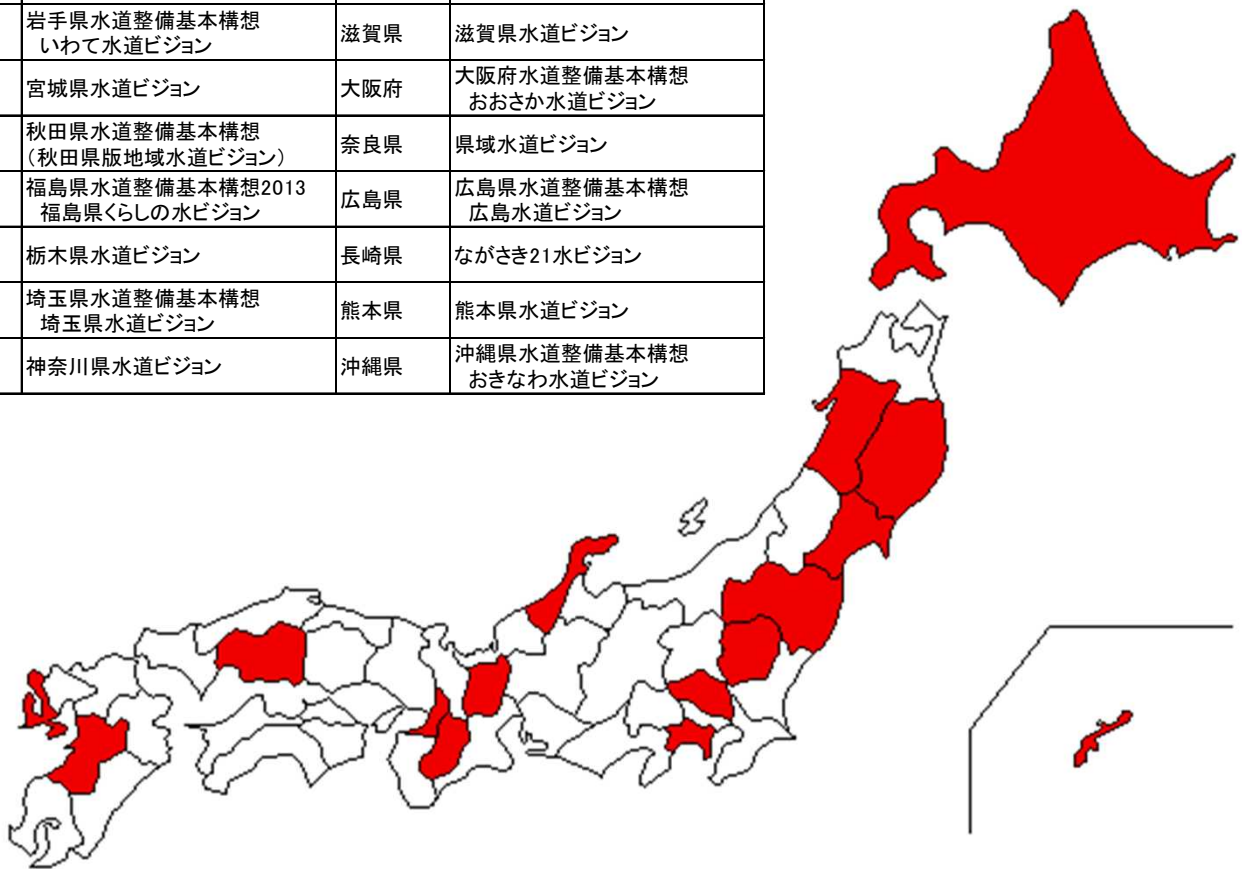 岩手県水道整備基本構想
いわて水道ビジョン
滋賀県
滋賀県水道ビジョン
宮城県水道ビジョン
大阪府
大阪府水道整備基本構想
おおさか水道ビジョン
秋田県水道整備基本構想
（秋田県版地域水道ビジョン）
奈良県
県域水道ビジョン
福島県水道整備基本構想2013
福島県くらしの水ビジョン
広島県
広島県水道整備基本構想
広島水道ビジョン
栃木県水道ビジョン
長崎県
ながさき21水ビジョン
埼玉県水道整備基本構想
埼玉県水道ビジョン
熊本県
熊本県水道ビジョン
神奈川県水道ビジョン
沖縄県
沖縄県水道整備基本構想
おきなわ水道ビジョン